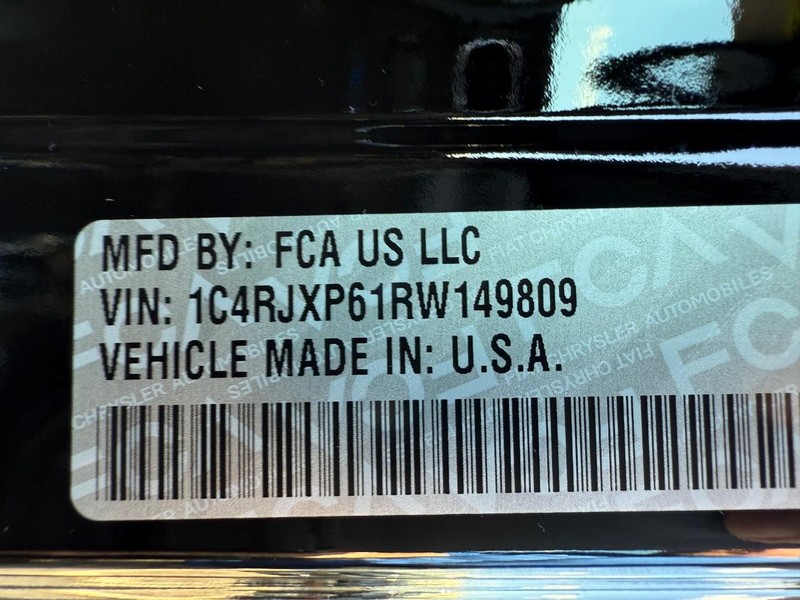 MFD BY: FCA US LLC
VIN: 1C4RJXP61RW149809
VEHICLE MADE IN: U.S.A.